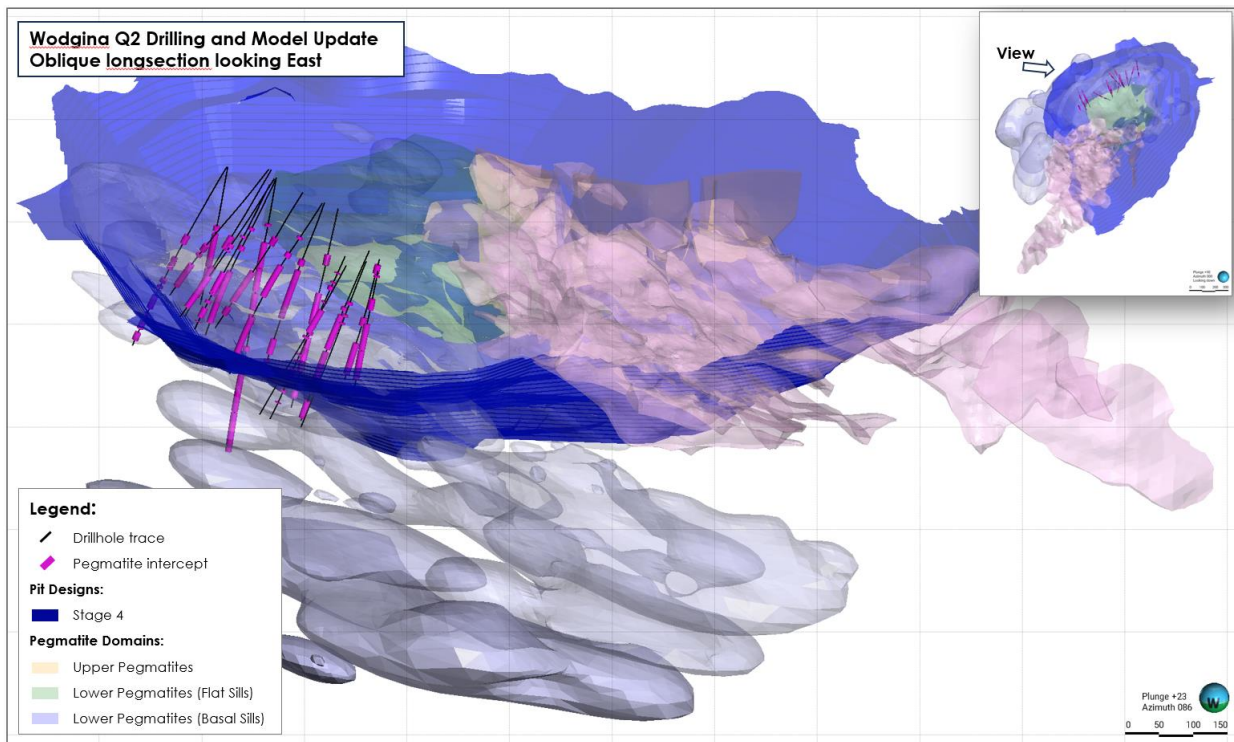 Wodgina Q2 Drilling and Model Update
Oblique longsection looking East
View
Legend:
Drillhole trace
Pegmatite intercept
Pit Designs:
Stage 4
Pegmatite Domains:
Upper Pegmatites
Lower Pegmatites (Flat Sills)
Lower Pegmatites (Basal Sills)
Plunge +23
Azimuth 086
W
0 50 100 150